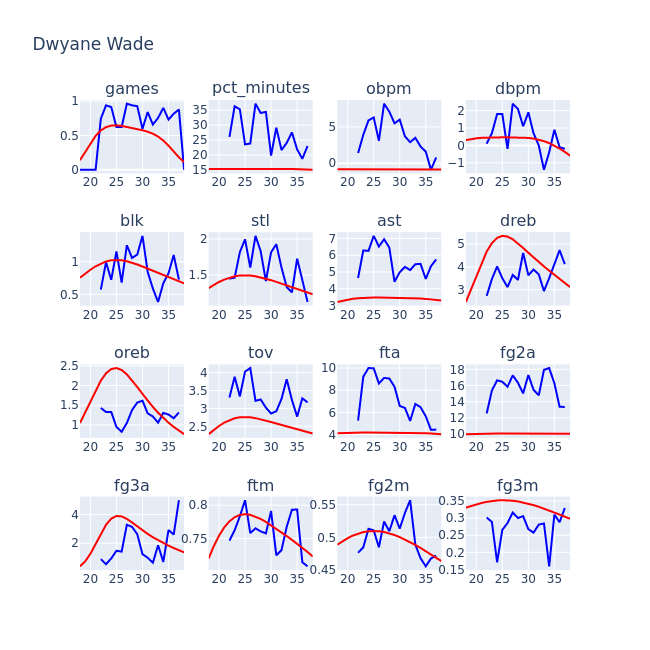 Dwyane Wade
games pct_minutes obpm dbpm
1 0.5 0 20 25 30 35
35 30 25 20 15 20 25 30 35
5 0 20 25 30 35
2 1 0 −1 20 25 30 35
blk stl ast dreb
1 0.5 20 25 30 35
2 1.5 20 25 30 35
7 6 5 4 3 20 25 30 35
5 4 3 20 25 30 35
oreb tov fta fg2a
2.5 2 1.5 1 20 25 30 35
4 3.5 3 2.5 20 25 30 35
10 8 6 4 20 25 30 35
18 16 14 12 10 20 25 30 35
fg3a ftm fg2m fg3m
4 2 20 25 30 35
0.8 0.75 20 25 30 35
0.55 0.5 0.45 20 25 30 35
0.35 0.3 0.25 0.2 0.15 20 25 30 35